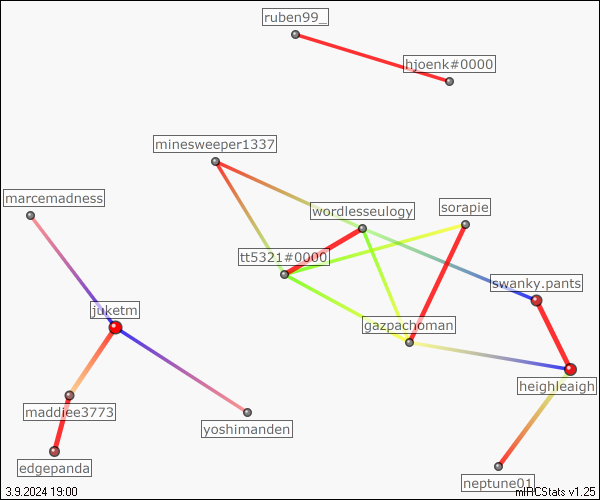 ruben99_
hjoenk#0000
minesweeper1337
marcemadness
wordlesseulogy
sorapie
tt5321#0000
swanky.pants
juketm
gazpachoman
heighleaigh
maddiee3773
yoshimanden
edgepanda
neptune01
3.9.2024 19:00
mIRCStats v1.25